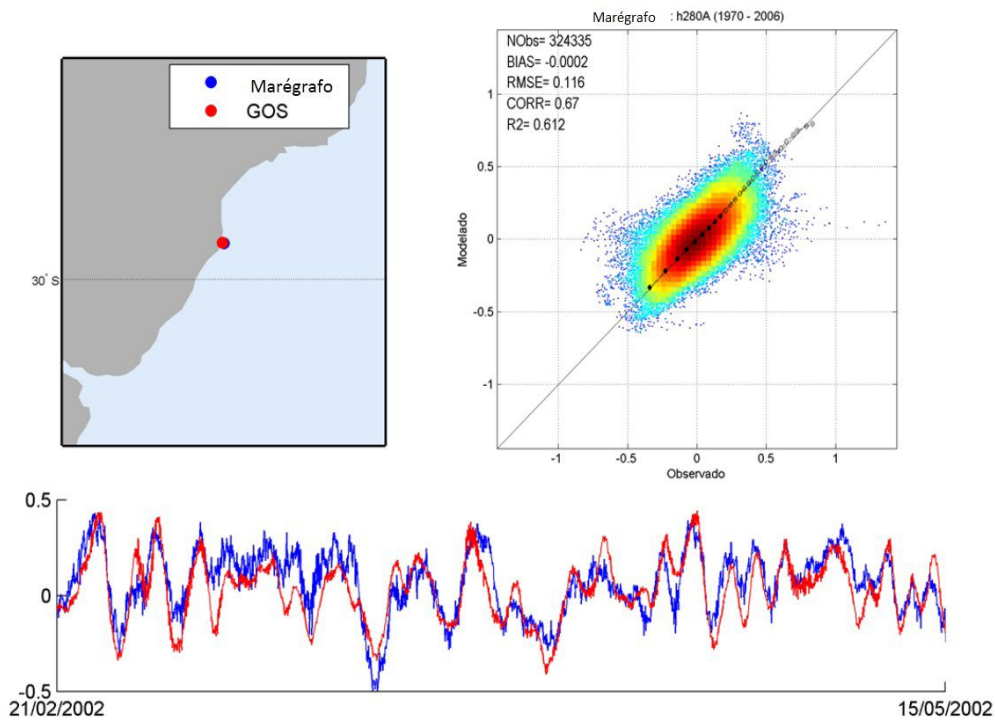 Marégrafo
GOS
30° S
Marégrafo : h280A (1970 - 2006)
NObs= 324335
BIAS= -0.0002
RMSE= 0.116
CORR= 0.67
R2= 0.612
1
0.5
0
-0.5
-1
Modelado
-1 -0.5 0 0.5 1
Observado
0.5
0
-0.5
21/02/2002 15/05/2002